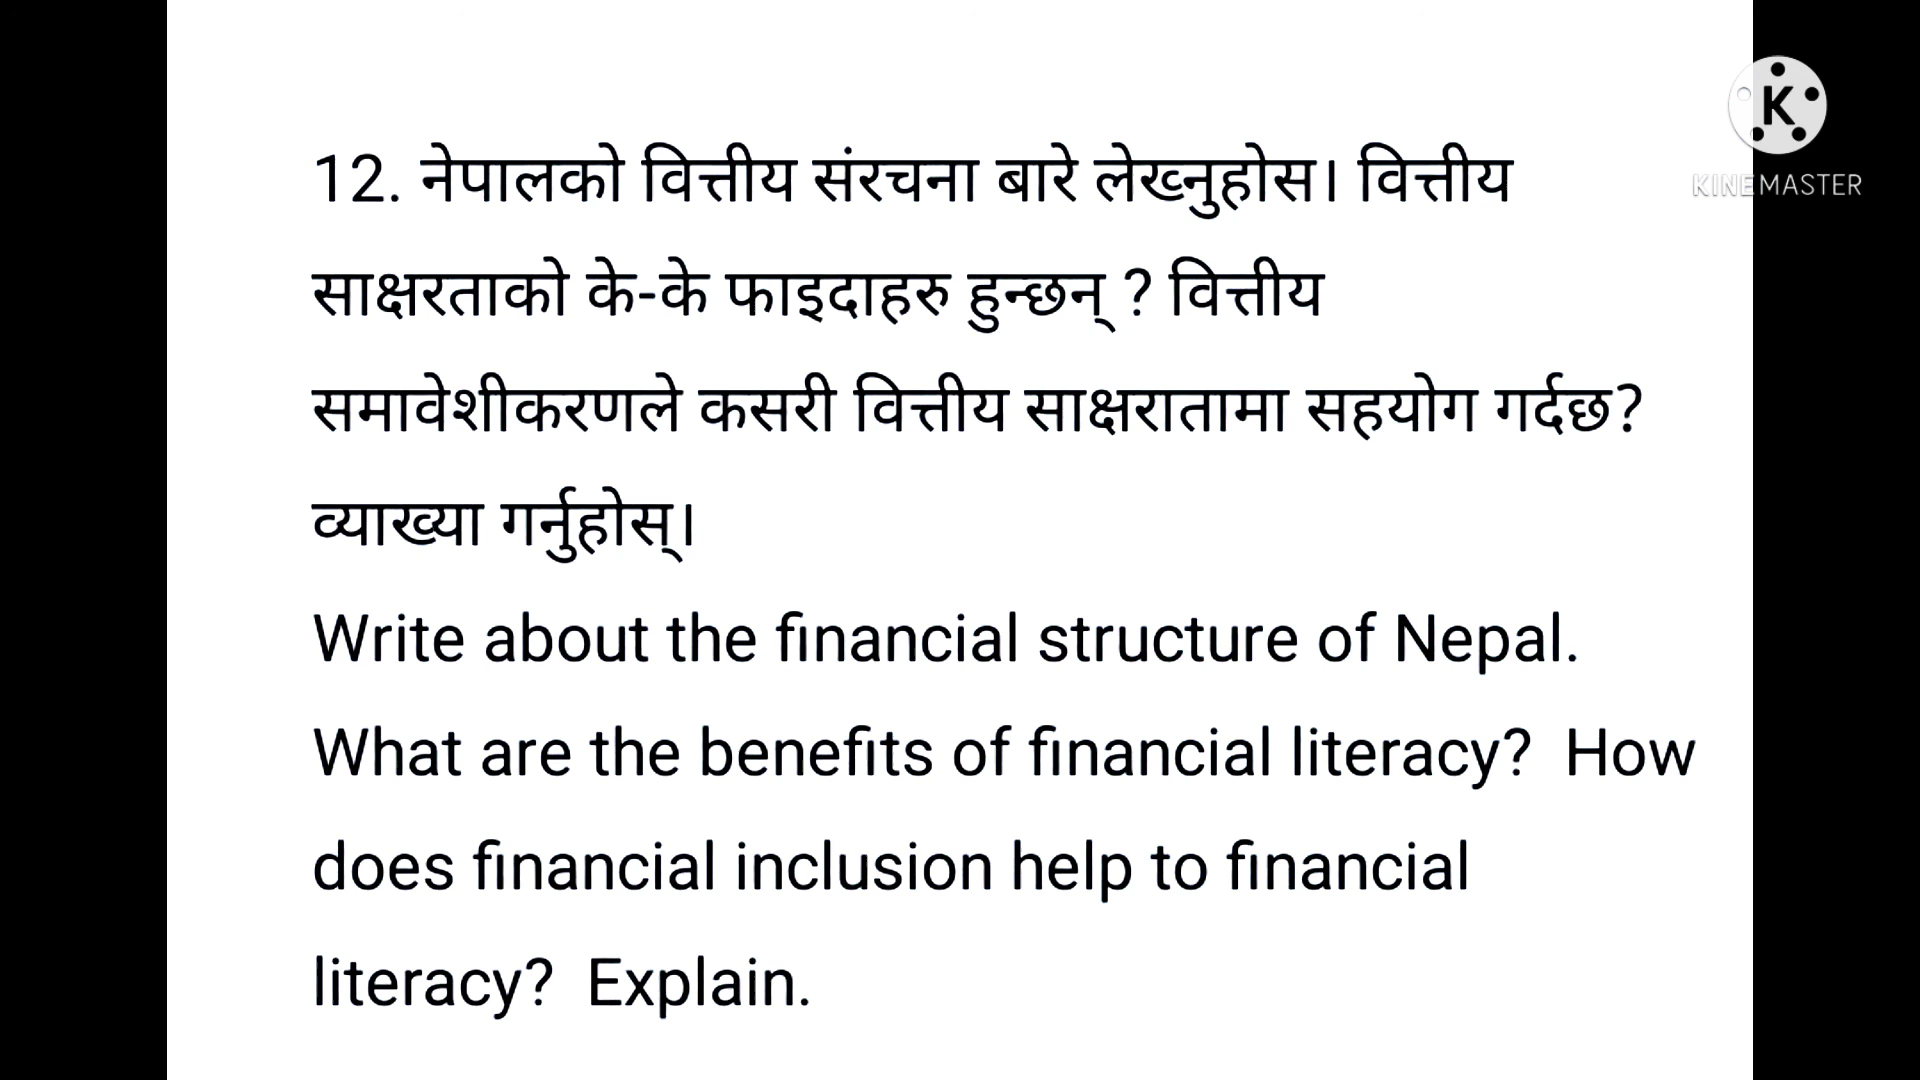 12. नेपालको वित्तीय संरचना बारे लेख्नुहोस। वित्तीय
साक्षरताको के-के फाइदाहरु हुन्छन् ? वित्तीय
समावेशीकरणले कसरी वित्तीय साक्षरातामा सहयोग गर्दछ?
व्याख्या गर्नुहोस्।
Write about the financial structure of Nepal.
What are the benefits of financial literacy? How
does financial inclusion help to financial
literacy? Explain.
K
KINEMASTER